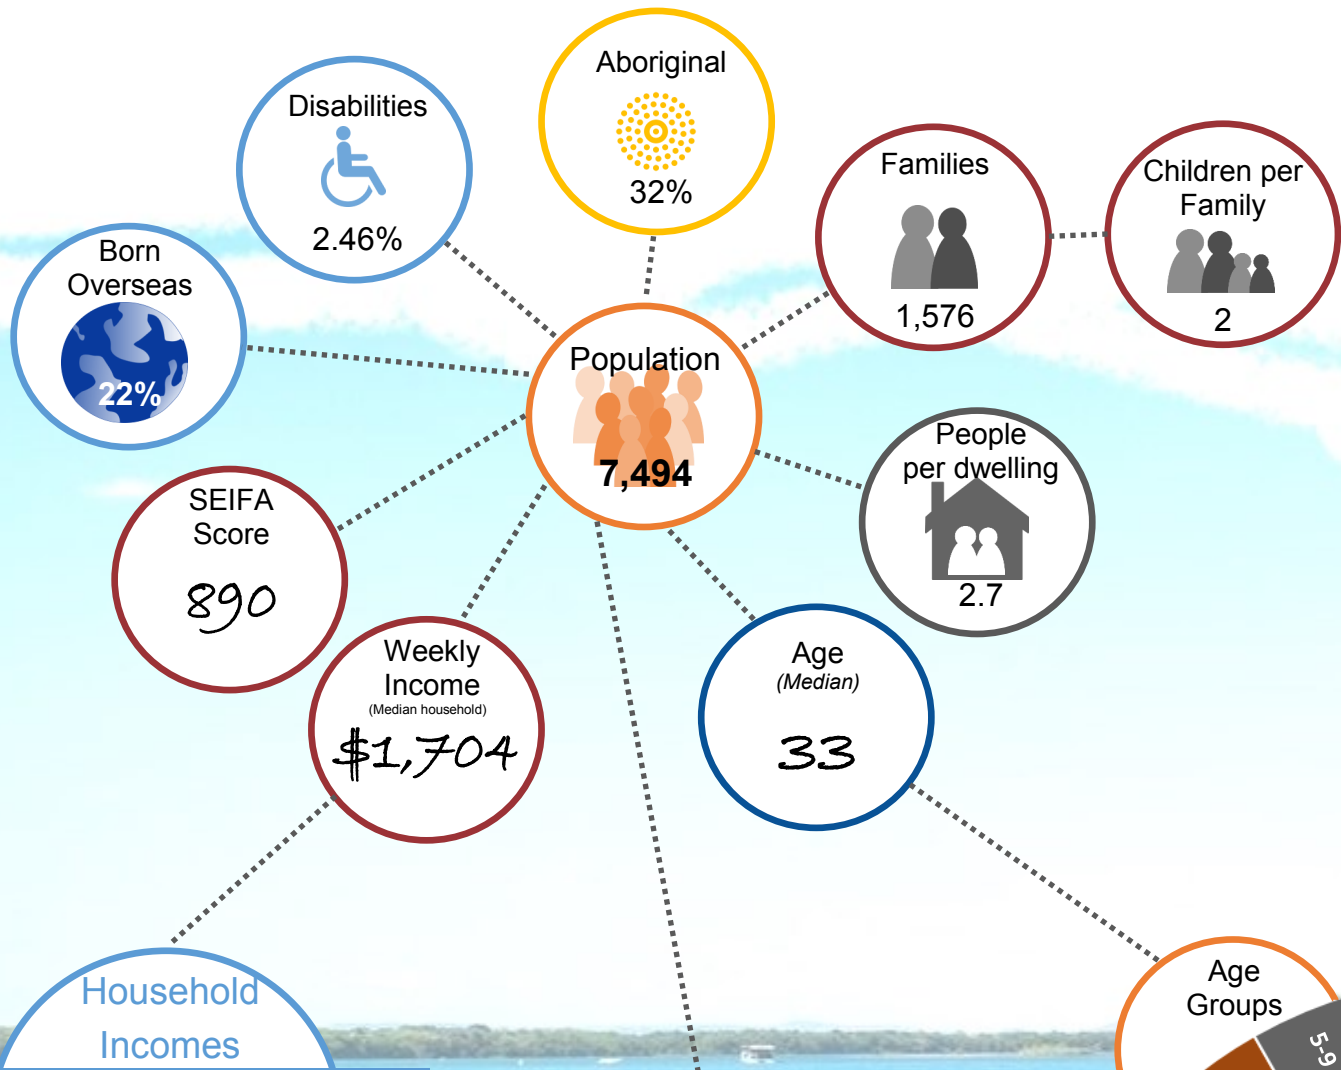 Aboriginal
32%
Disabilities
2.46%
Families
1,576
Children per
Family
2
Born
Overseas
22%
Population
7,494
People
per dwelling
2.7
SEIFA
Score
890
Weekly
Income
(Median household)
$1,704
Age
(Median)
33
Household
Incomes
Age
Groups
5-9